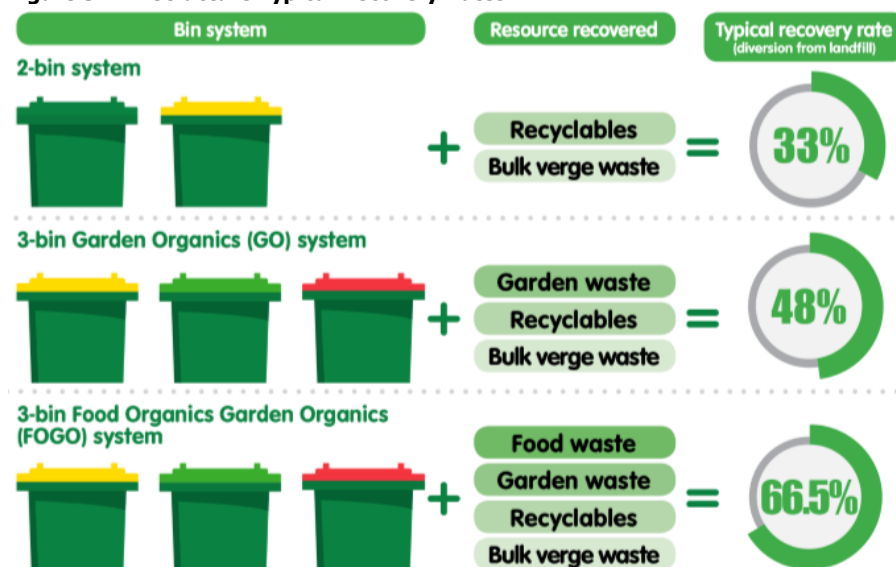 Bin system
Resource recovered
Typical recovery rate
(diversion from landfill)
2-bin system
Recyclables
Bulk verge waste
33%
3-bin Garden Organics (GO) system
Garden waste
Recyclables
Bulk verge waste
48%
3-bin Food Organics Garden Organics
(FOGO) system
Food waste
Garden waste
Recyclables
Bulk verge waste
66.5%